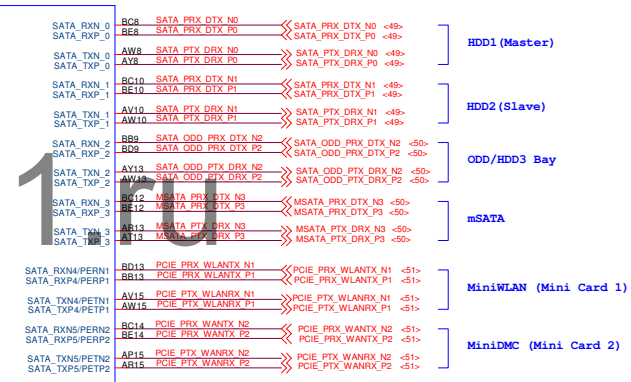 SATA_RXN_0 BC8 SATA_PRX_DTX_N0 SATA_PRX_DTX_N0 <49>
SATA_RXP_0 BE8 SATA_PRX_DTX_P0 SATA_PRX_DTX_P0 <49>
HDD1(Master)
SATA_TXN_0 AW8 SATA_PTX_DRX_N0 SATA_PTX_DRX_N0 <49>
SATA_TXP_0 AY8 SATA_PTX_DRX_P0 SATA_PTX_DRX_P0 <49>
SATA_RXN_1 BC10 SATA_PRX_DTX_N1 SATA_PRX_DTX_N1 <49>
SATA_RXP_1 BE10 SATA_PRX_DTX_P1 SATA_PRX_DTX_P1 <49>
HDD2(Slave)
SATA_TXN_1 AV10 SATA_PTX_DRX_N1 SATA_PTX_DRX_N1 <49>
SATA_TXP_1 AW10 SATA_PTX_DRX_P1 SATA_PTX_DRX_P1 <49>
SATA_RXN_2 BB9 SATA_ODD_PRX_DTX_N2 SATA_ODD_PRX_DTX_N2 <50>
SATA_RXP_2 BD9 SATA_ODD_PRX_DTX_P2 SATA_ODD_PRX_DTX_P2 <50>
ODD/HDD3 Bay
SATA_TXN_2 AY13 SATA_ODD_PTX_DRX_N2 SATA_ODD_PTX_DRX_N2 <50>
SATA_TXP_2 AW13 SATA_ODD_PTX_DRX_P2 SATA_ODD_PTX_DRX_P2 <50>
1.ru
SATA_RXN_3 BC12 MSATA_PRX_DTX_N3 MSATA_PRX_DTX_N3 <50>
SATA_RXP_3 BE12 MSATA_PRX_DTX_P3 MSATA_PRX_DTX_P3 <50>
mSATA
SATA_TXN_3 AR13 MSATA_PTX_DRX_N3 MSATA_PTX_DRX_N3 <50>
SATA_TXP_3 AT13 MSATA_PTX_DRX_P3 MSATA_PTX_DRX_P3 <50>
SATA_RXN4/PERN1 BD13 PCIE_PRX_WLANTX_N1 PCIE_PRX_WLANTX_N1 <51>
SATA_RXP4/PERP1 BB13 PCIE_PRX_WLANTX_P1 PCIE_PRX_WLANTX_P1 <51>
MiniWLAN (Mini Card 1)
SATA_TXN4/PETN1 AV15 PCIE_PTX_WLANRX_N1 PCIE_PTX_WLANRX_N1 <51>
SATA_TXP4/PETP1 AW15 PCIE_PTX_WLANRX_P1 PCIE_PTX_WLANRX_P1 <51>
SATA_RXN5/PERN2 BC14 PCIE_PRX_WANTX_N2 PCIE_PRX_WANTX_N2 <51>
SATA_RXP5/PERP2 BE14 PCIE_PRX_WANTX_P2 PCIE_PRX_WANTX_P2 <51>
MiniDMC (Mini Card 2)
SATA_TXN5/PETN2 AP15 PCIE_PTX_WANRX_N2 PCIE_PTX_WANRX_N2 <51>
SATA_TXP5/PETP2 AR15 PCIE_PTX_WANRX_P2 PCIE_PTX_WANRX_P2 <51>